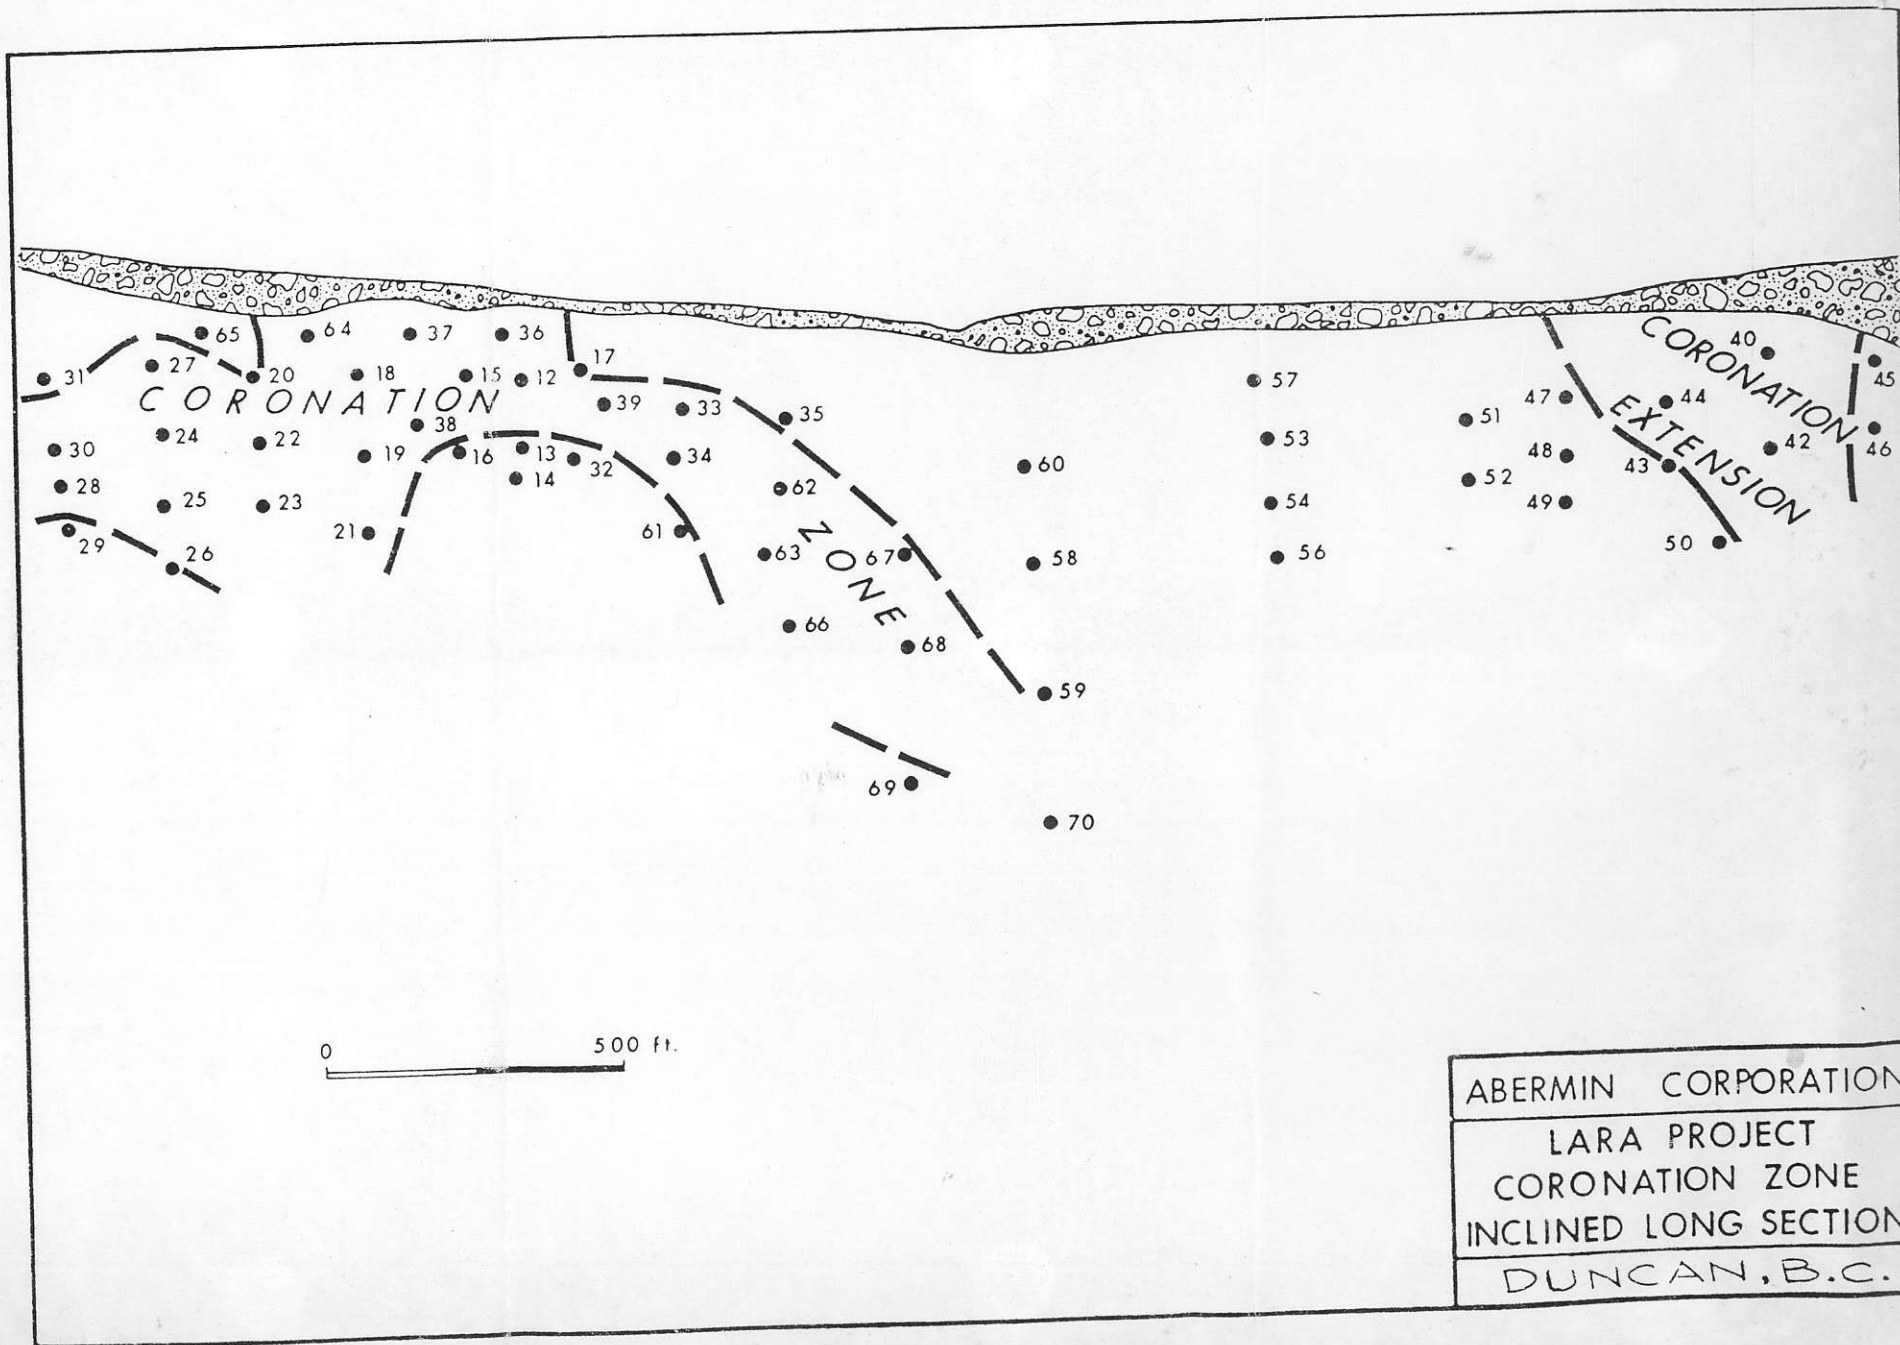 65 64 37 36
31 27 20 18 15 12 17
CORONATION
39 33 35
24 22 38
30 19 16 13 32 34
28 14
25 23 62
29 26 21 61
ZONE
63 67
66 68
59
69
70
60
58
57
53
54
56
51
52
47
48
49
CORONATION
EXTENSION
40
44
42
43
50
45
46
0 500 ft.
ABERMIN CORPORATION
LARA PROJECT
CORONATION ZONE
INCLINED LONG SECTION
DUNCAN, B.C.